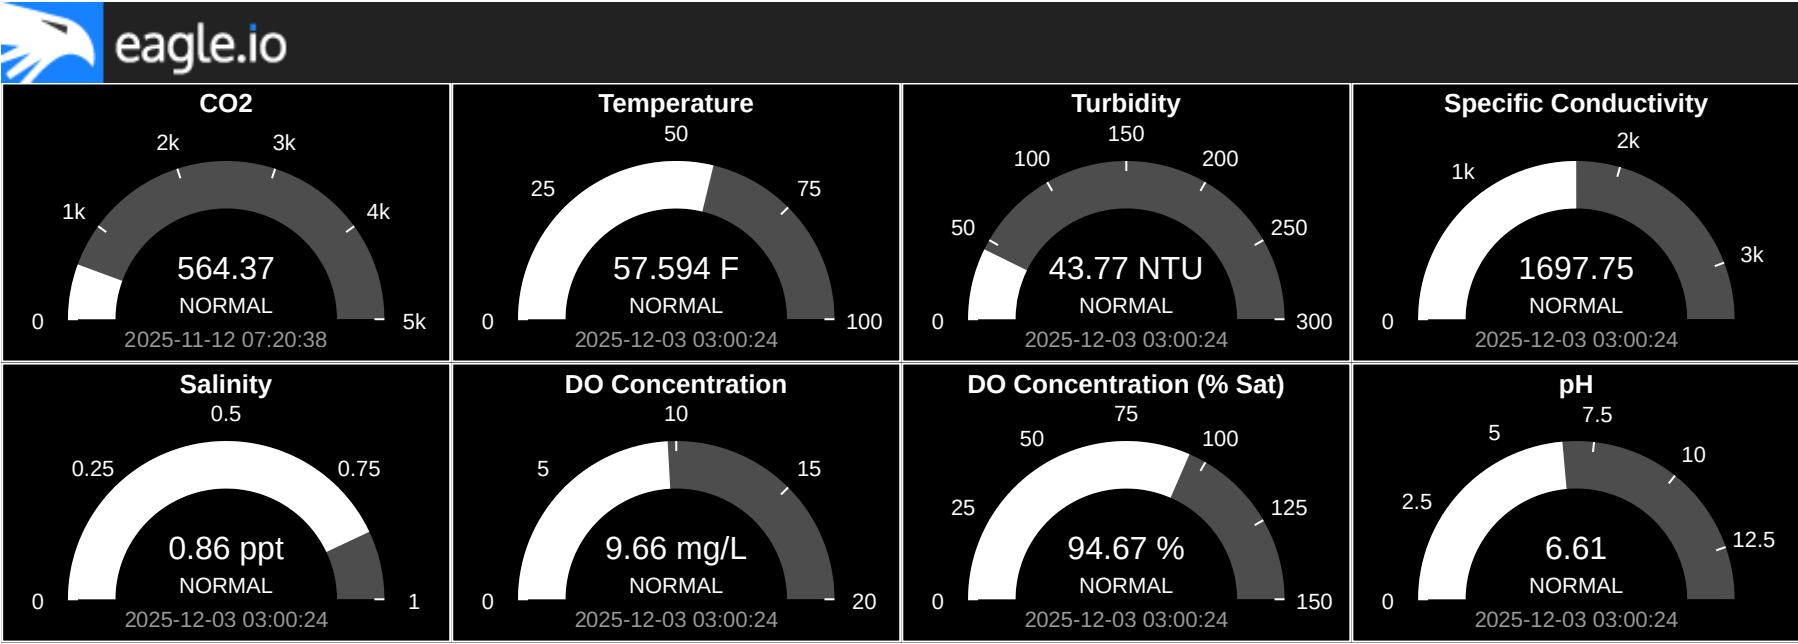 eagle.io
CO2
2k 3k
1k 4k
564.37
NORMAL
0 5k
2025-11-12 07:20:38
Temperature
50
25 75
57.594 F
NORMAL
0 100
2025-12-03 03:00:24
Turbidity
150
100 200
50 250
43.77 NTU
NORMAL
0 300
2025-12-03 03:00:24
Specific Conductivity
2k
1k
3k
1697.75
NORMAL
0
2025-12-03 03:00:24
Salinity
0.5
0.25 0.75
0.86 ppt
NORMAL
0 1
2025-12-03 03:00:24
DO Concentration
10
5 15
9.66 mg/L
NORMAL
0 20
2025-12-03 03:00:24
DO Concentration (% Sat)
75
50 100
25 125
94.67 %
NORMAL
0 150
2025-12-03 03:00:24
pH
7.5
5
10
2.5
12.5
6.61
NORMAL
0
2025-12-03 03:00:24